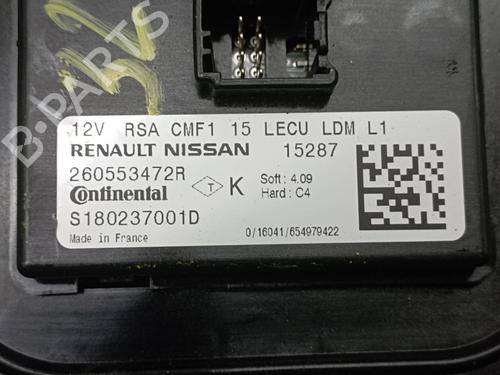 12V RSA CMF1 15 LECU LDM L1
RENAULT NISSAN 15287
260553472R
Soft : 4.09
Hard : C4
Continental T K
S180237001D
Made in France 0/16041/654979422
B-PARTS